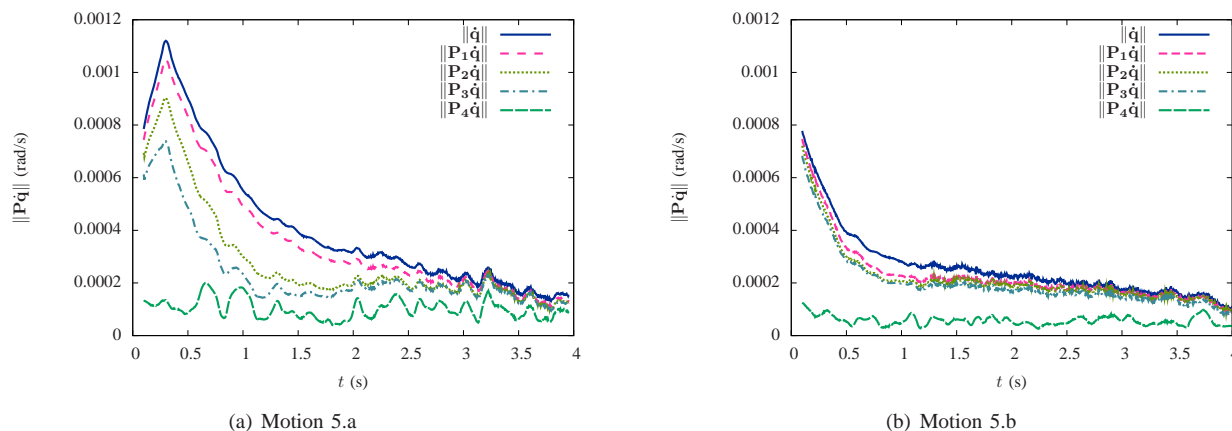 0.0012
0.001
0.0008
0.0006
0.0004
0.0002
0
0 0.5 1 1.5 2 2.5 3 3.5 4
‖Pq̇‖ (rad/s)
t (s)
‖q̇‖
‖P₁q̇‖
‖P₂q̇‖
‖P₃q̇‖
‖P₄q̇‖
(a) Motion 5.a
0.0012
0.001
0.0008
0.0006
0.0004
0.0002
0
0 0.5 1 1.5 2 2.5 3 3.5 4
‖Pq̇‖ (rad/s)
t (s)
‖q̇‖
‖P₁q̇‖
‖P₂q̇‖
‖P₃q̇‖
‖P₄q̇‖
(b) Motion 5.b